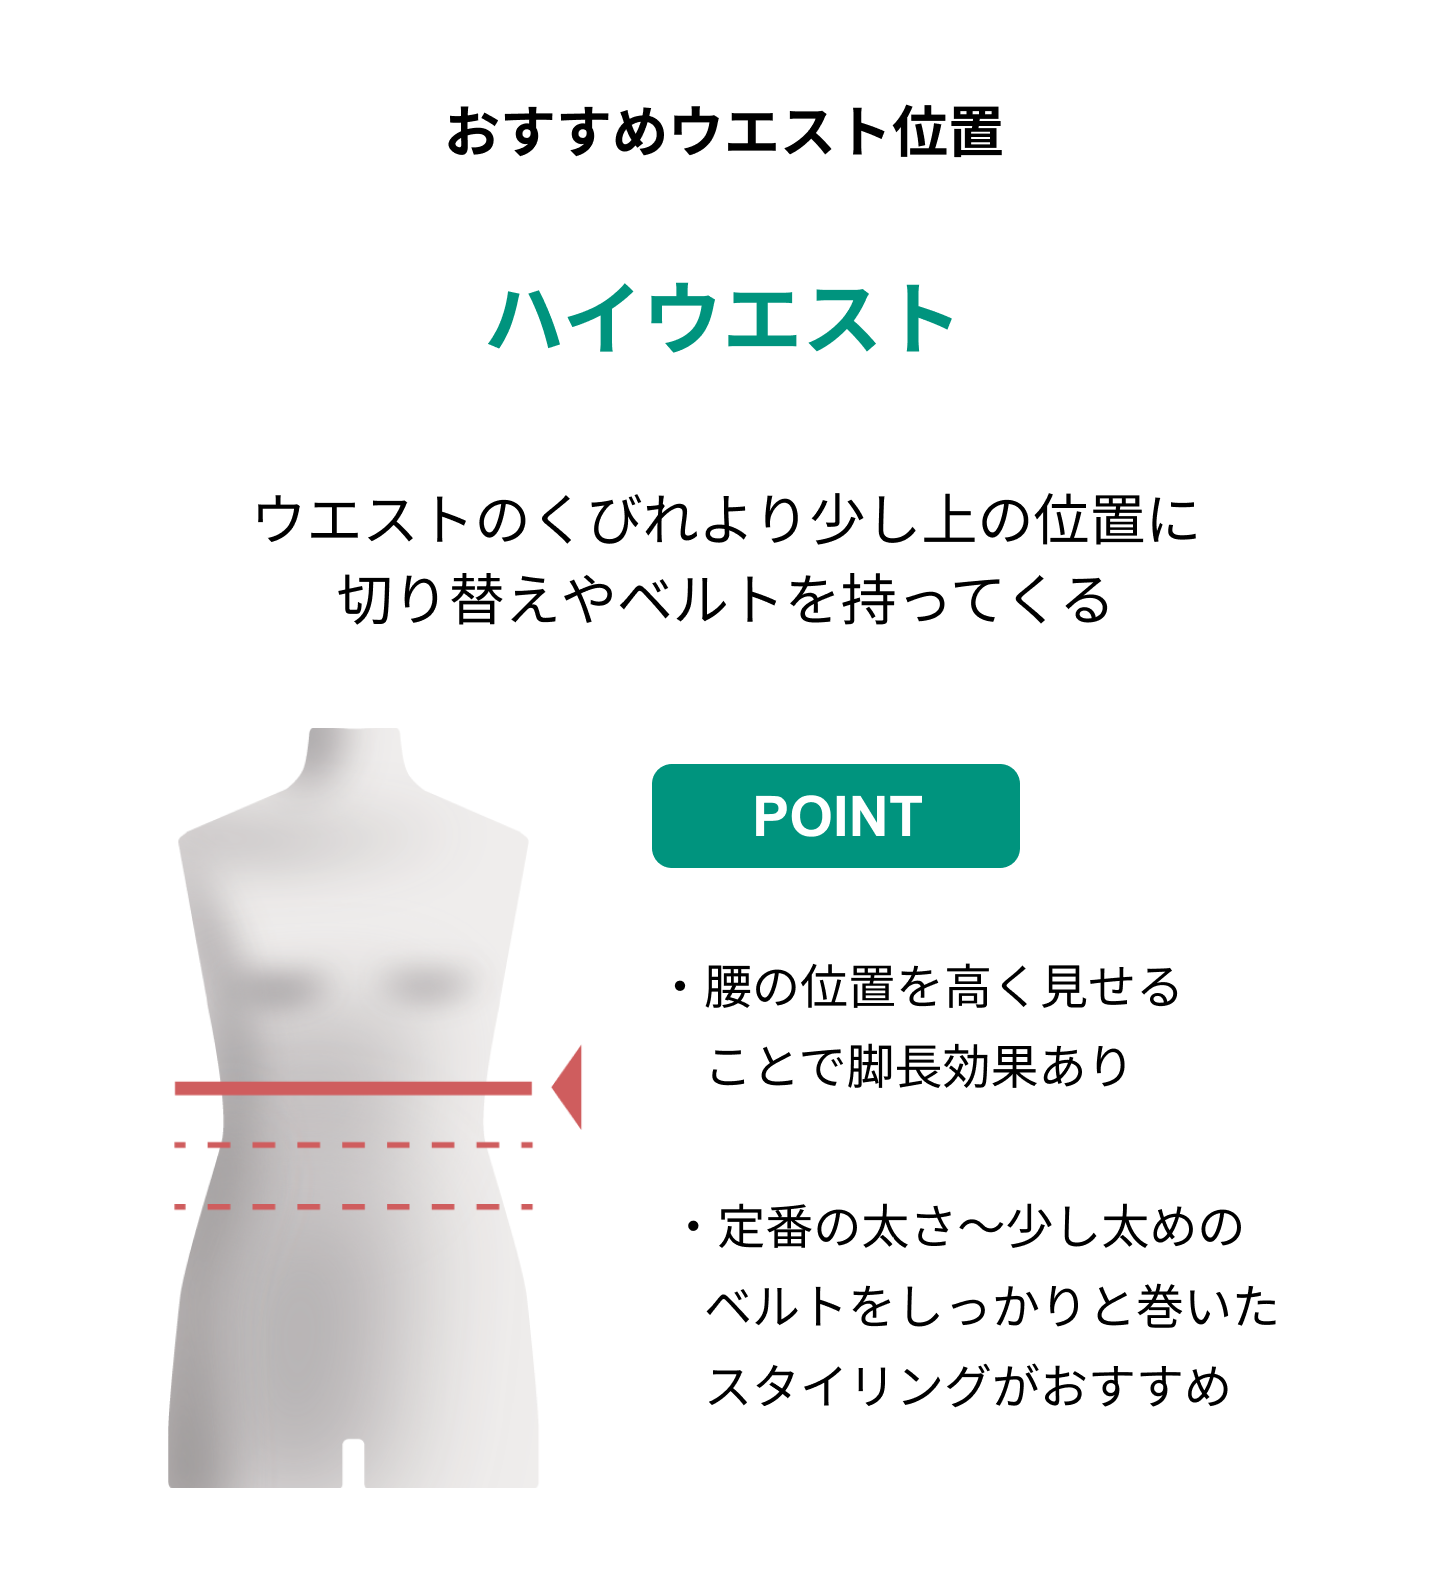 おすすめウエスト位置
ハイウエスト
ウエストのくびれより少し上の位置に
切り替えやベルトを持ってくる
POINT
・腰の位置を高く見せる
ことで脚長効果あり
・定番の太さ〜少し太めの
ベルトをしっかりと巻いた
スタイリングがおすすめ